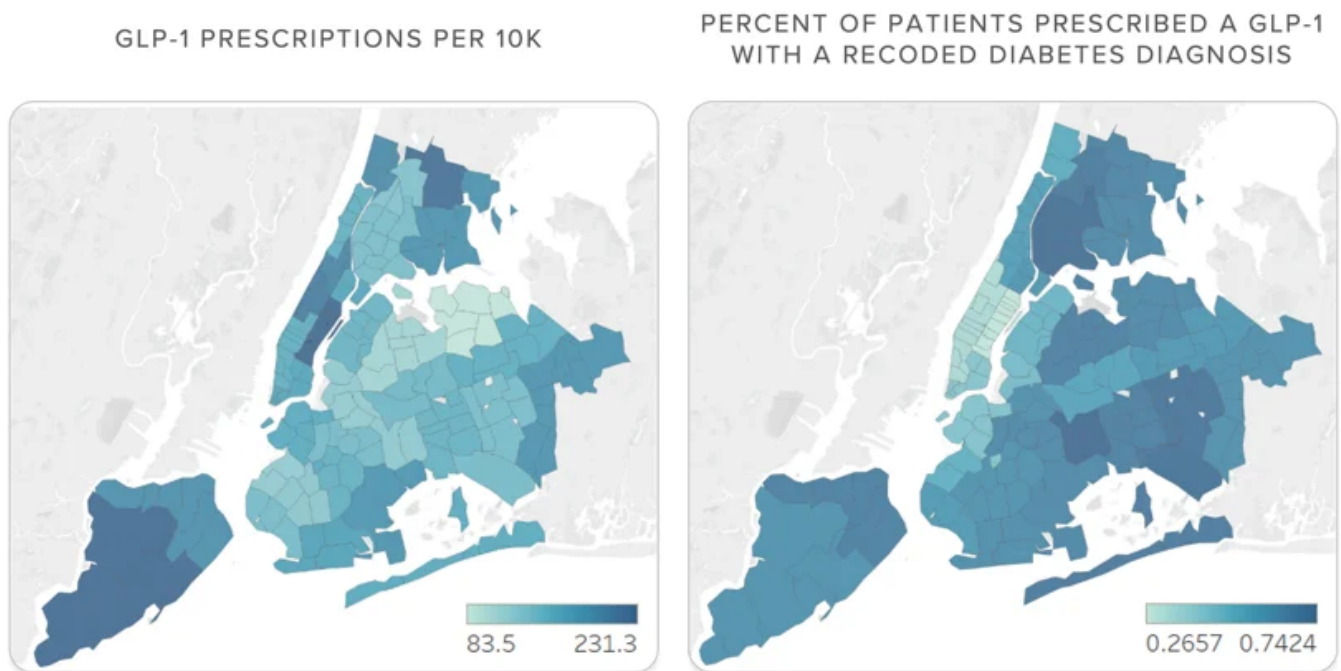 GLP-1 PRESCRIPTIONS PER 10K
PERCENT OF PATIENTS PRESCRIBED A GLP-1
WITH A RECODED DIABETES DIAGNOSIS
83.5 231.3
0.2657 0.7424